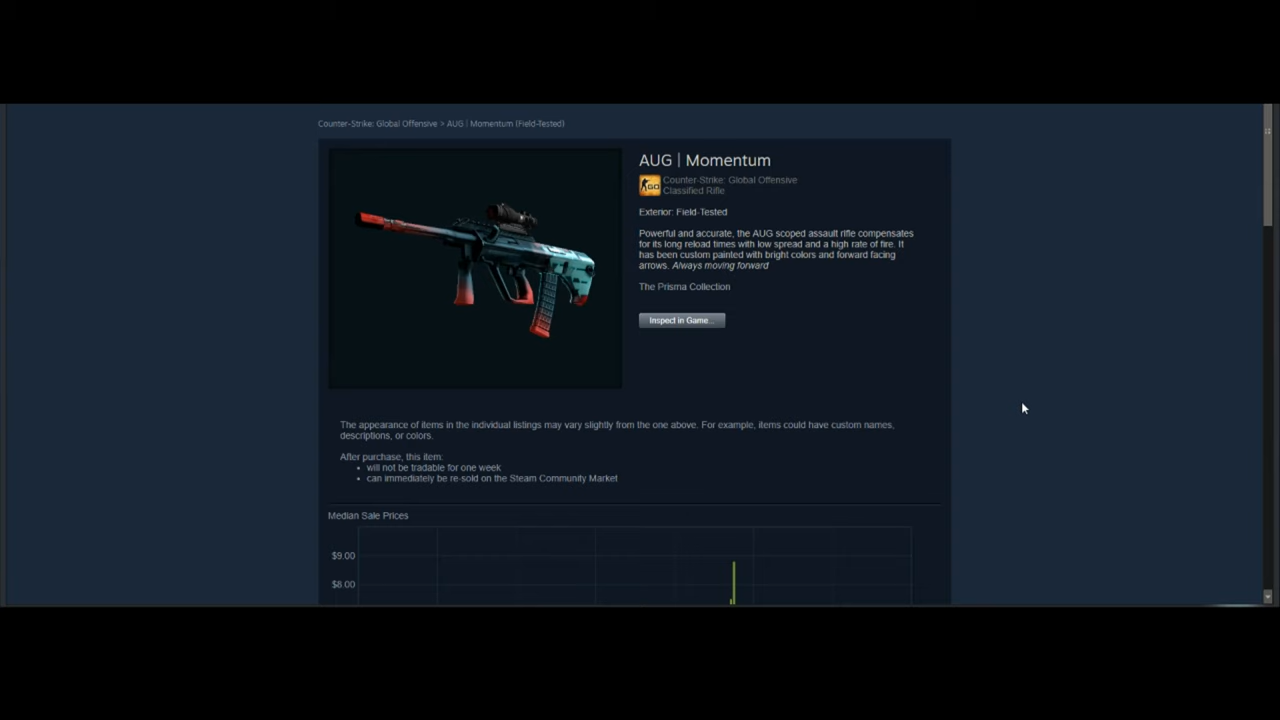 Counter-Strike: Global Offensive > AUG | Momentum (Field-Tested)
AUG | Momentum
GO
Counter-Strike: Global Offensive
Classified Rifle
Exterior: Field-Tested
Powerful and accurate, the AUG scoped assault rifle compensates
for its long reload times with low spread and a high rate of fire. It
has been custom painted with bright colors and forward facing
arrows. Always moving forward
The Prisma Collection
Inspect in Game...
The appearance of items in the individual listings may vary slightly from the one above. For example, items could have custom names,
descriptions, or colors.
After purchase, this item:
• will not be tradable for one week
• can immediately be re-sold on the Steam Community Market
Median Sale Prices
$9.00
$8.00